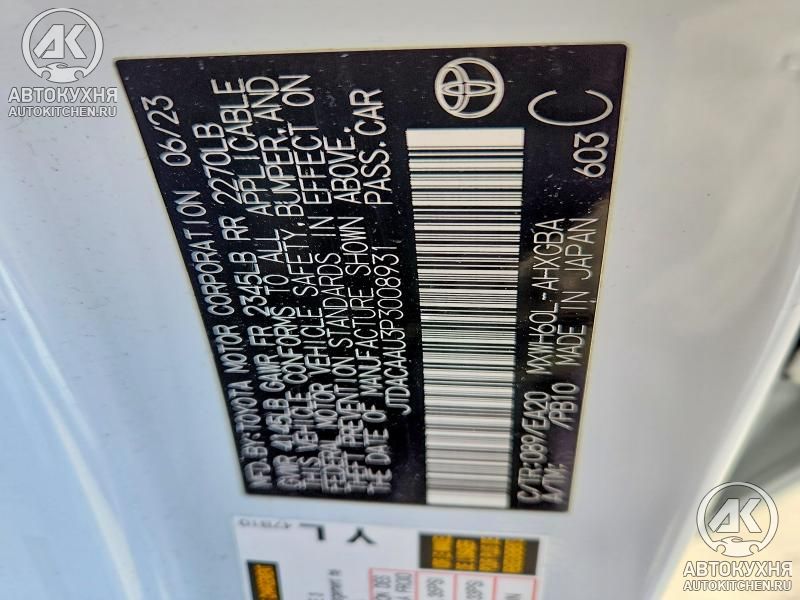 АВТОКУХНЯ
AUTOKITCHEN.RU
MFD.BY:TOYOTA MOTOR CORPORATION 06/23
GVWR 4145LB GAWR FR 2345LB RR 2270LB
THIS VEHICLE CONFORMS TO ALL APPLICABLE
FEDERAL MOTOR VEHICLE SAFETY,BUMPER,AND
THEFT PREVENTION STANDARDS IN EFFECT ON
THE DATE OF MANUFACTURE SHOWN ABOVE.
JTDACAAU3P3008931 PASS.CAR
C/TR:089/EA20 MXWH60L-AHXGBA
A/TM: /PB10 MADE IN JAPAN 603 C
YL
АВТОКУХНЯ
AUTOKITCHEN.RU